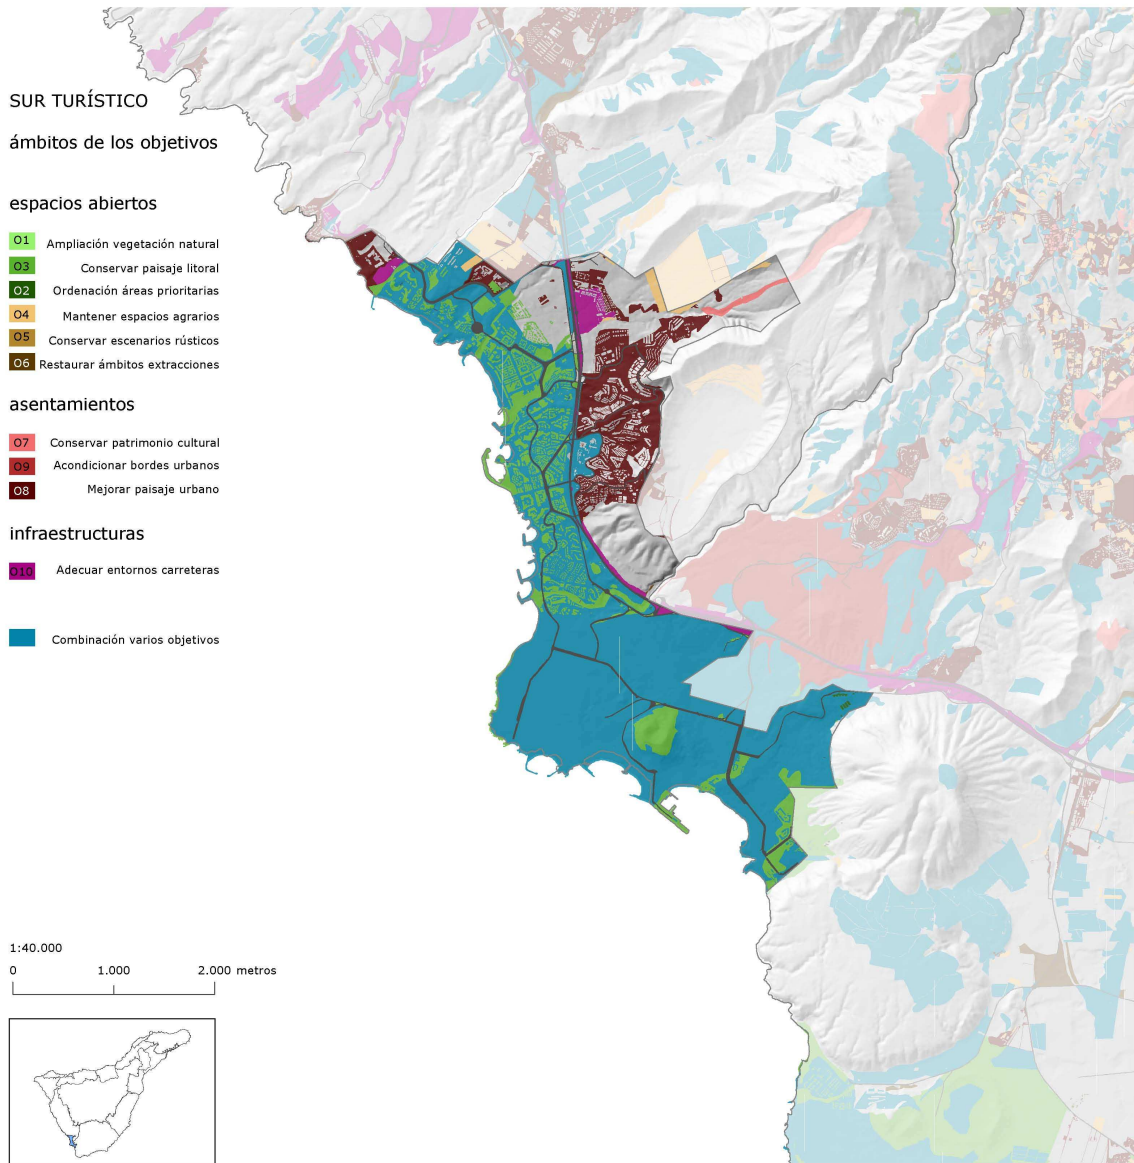 SUR TURÍSTICO
ámbitos de los objetivos
espacios abiertos
O1 Ampliación vegetación natural
O3 Conservar paisaje litoral
O2 Ordenación áreas prioritarias
O4 Mantener espacios agrarios
O5 Conservar escenarios rústicos
O6 Restaurar ámbitos extracciones
asentamientos
O7 Conservar patrimonio cultural
O9 Acondicionar bordes urbanos
O8 Mejorar paisaje urbano
infraestructuras
O10 Adecuar entornos carreteras
Combinación varios objetivos
1:40.000
0 1.000 2.000 metros